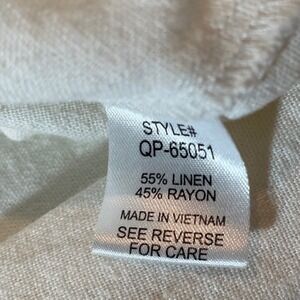 STYLE#
QP-65051
55% LINEN
45% RAYON
MADE IN VIETNAM
SEE REVERSE
FOR CARE